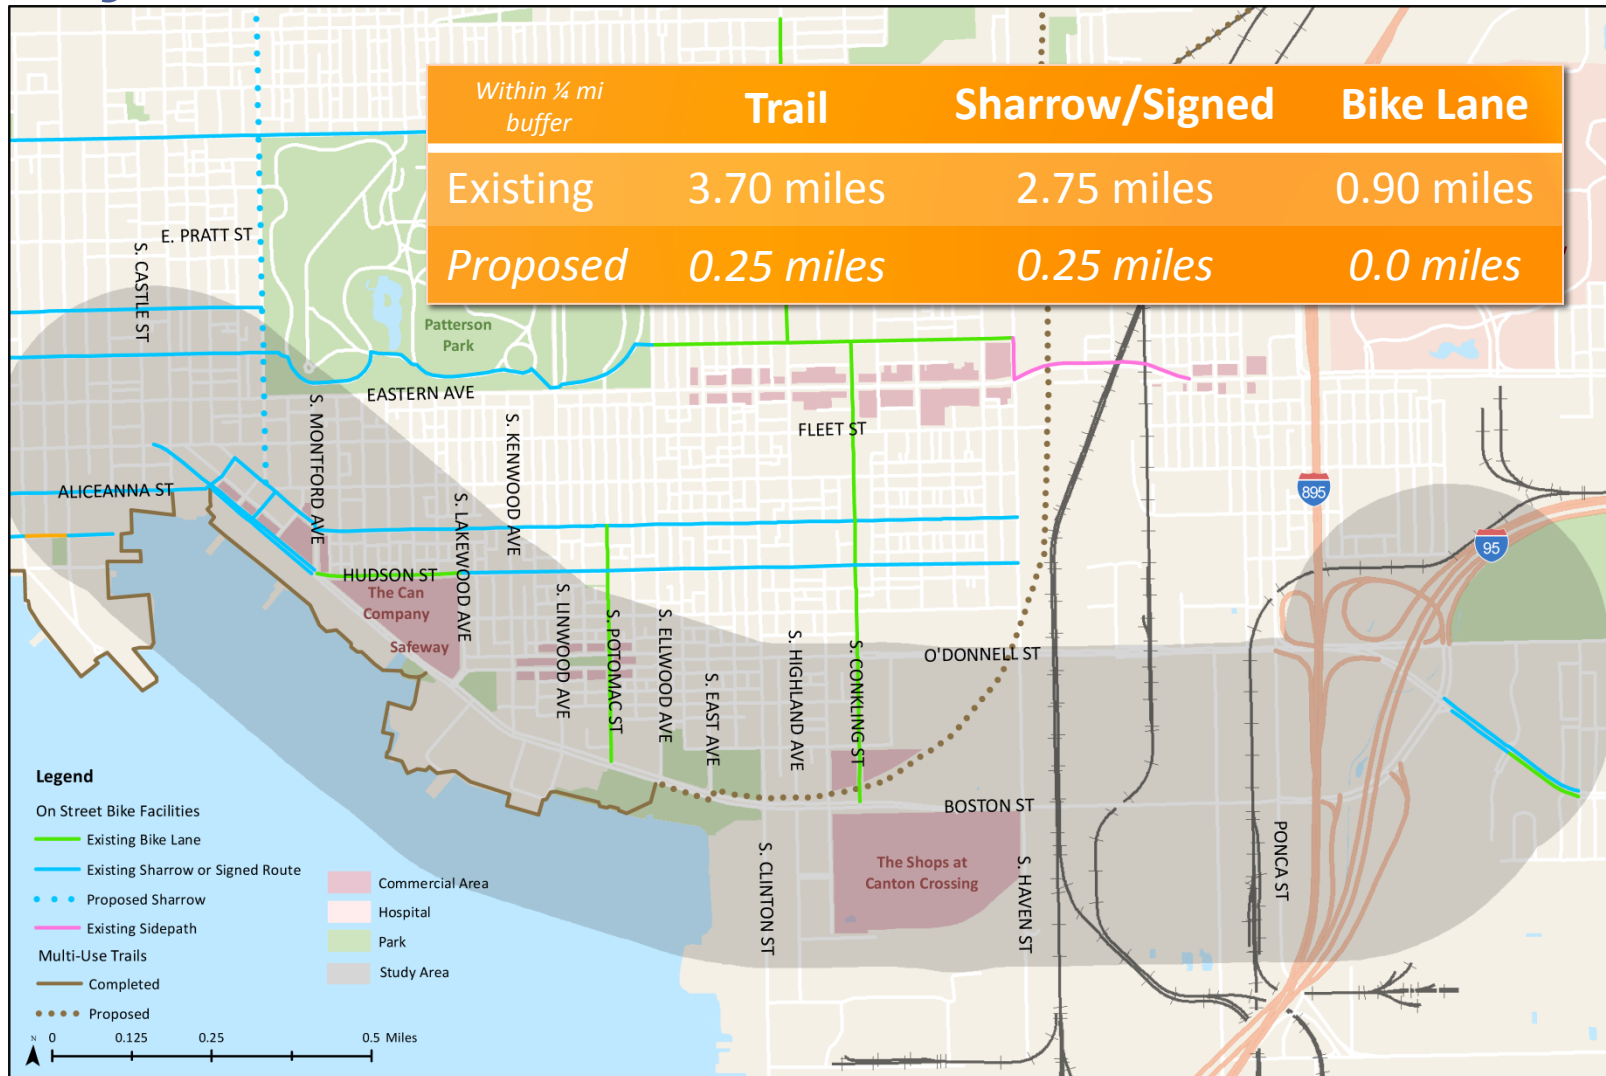 Within ¼ mi
buffer
Trail
Sharrow/Signed
Bike Lane
Existing
3.70 miles
2.75 miles
0.90 miles
Proposed
0.25 miles
0.25 miles
0.0 miles
E. PRATT ST
S. CASTLE ST
Patterson
Park
EASTERN AVE
S. MONTFORD AVE
S. KENWOOD AVE
FLEET ST
ALICEANNA ST
S. LAKEWOOD AVE
895
95
HUDSON ST
The Can
Company
Safeway
S. LINWOOD AVE
S. POTOMAC ST
S. ELLWOOD AVE
S. EAST AVE
S. HIGHLAND AVE
S. CONKLING ST
O'DONNELL ST
BOSTON ST
S. CLINTON ST
The Shops at
Canton Crossing
S. HAVEN ST
PONCA ST
Legend
On Street Bike Facilities
Existing Bike Lane
Existing Sharrow or Signed Route
Proposed Sharrow
Existing Sidepath
Multi-Use Trails
Completed
Proposed
Commercial Area
Hospital
Park
Study Area
N
0 0.125 0.25 0.5 Miles